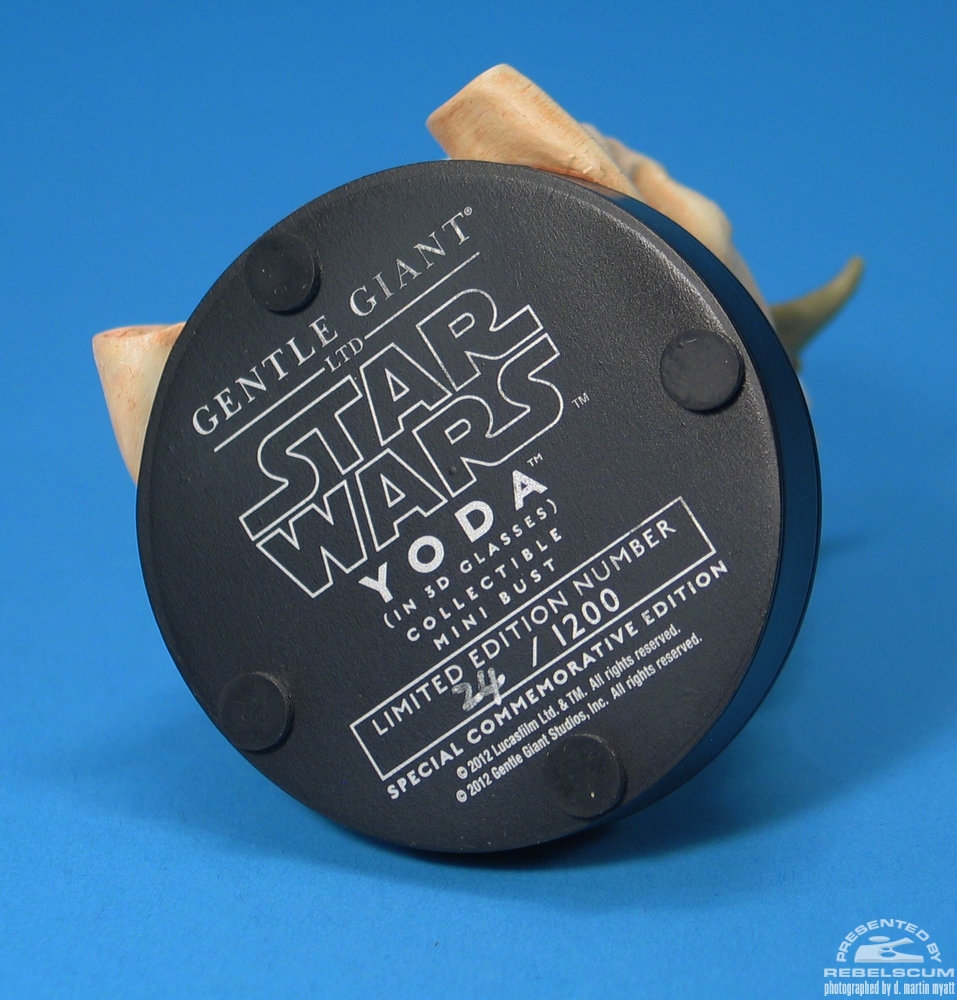 GENTLE GIANT®
LTD
STAR
WARS™
YODA™
(IN 3D GLASSES)
COLLECTIBLE
MINI BUST
LIMITED EDITION NUMBER
24 / 1200
SPECIAL COMMEMORATIVE EDITION
© 2012 Lucasfilm Ltd. & TM. All rights reserved.
© 2012 Gentle Giant Studios, Inc. All rights reserved.
PRESENTED BY
REBELSCUM
photographed by d. martin myatt